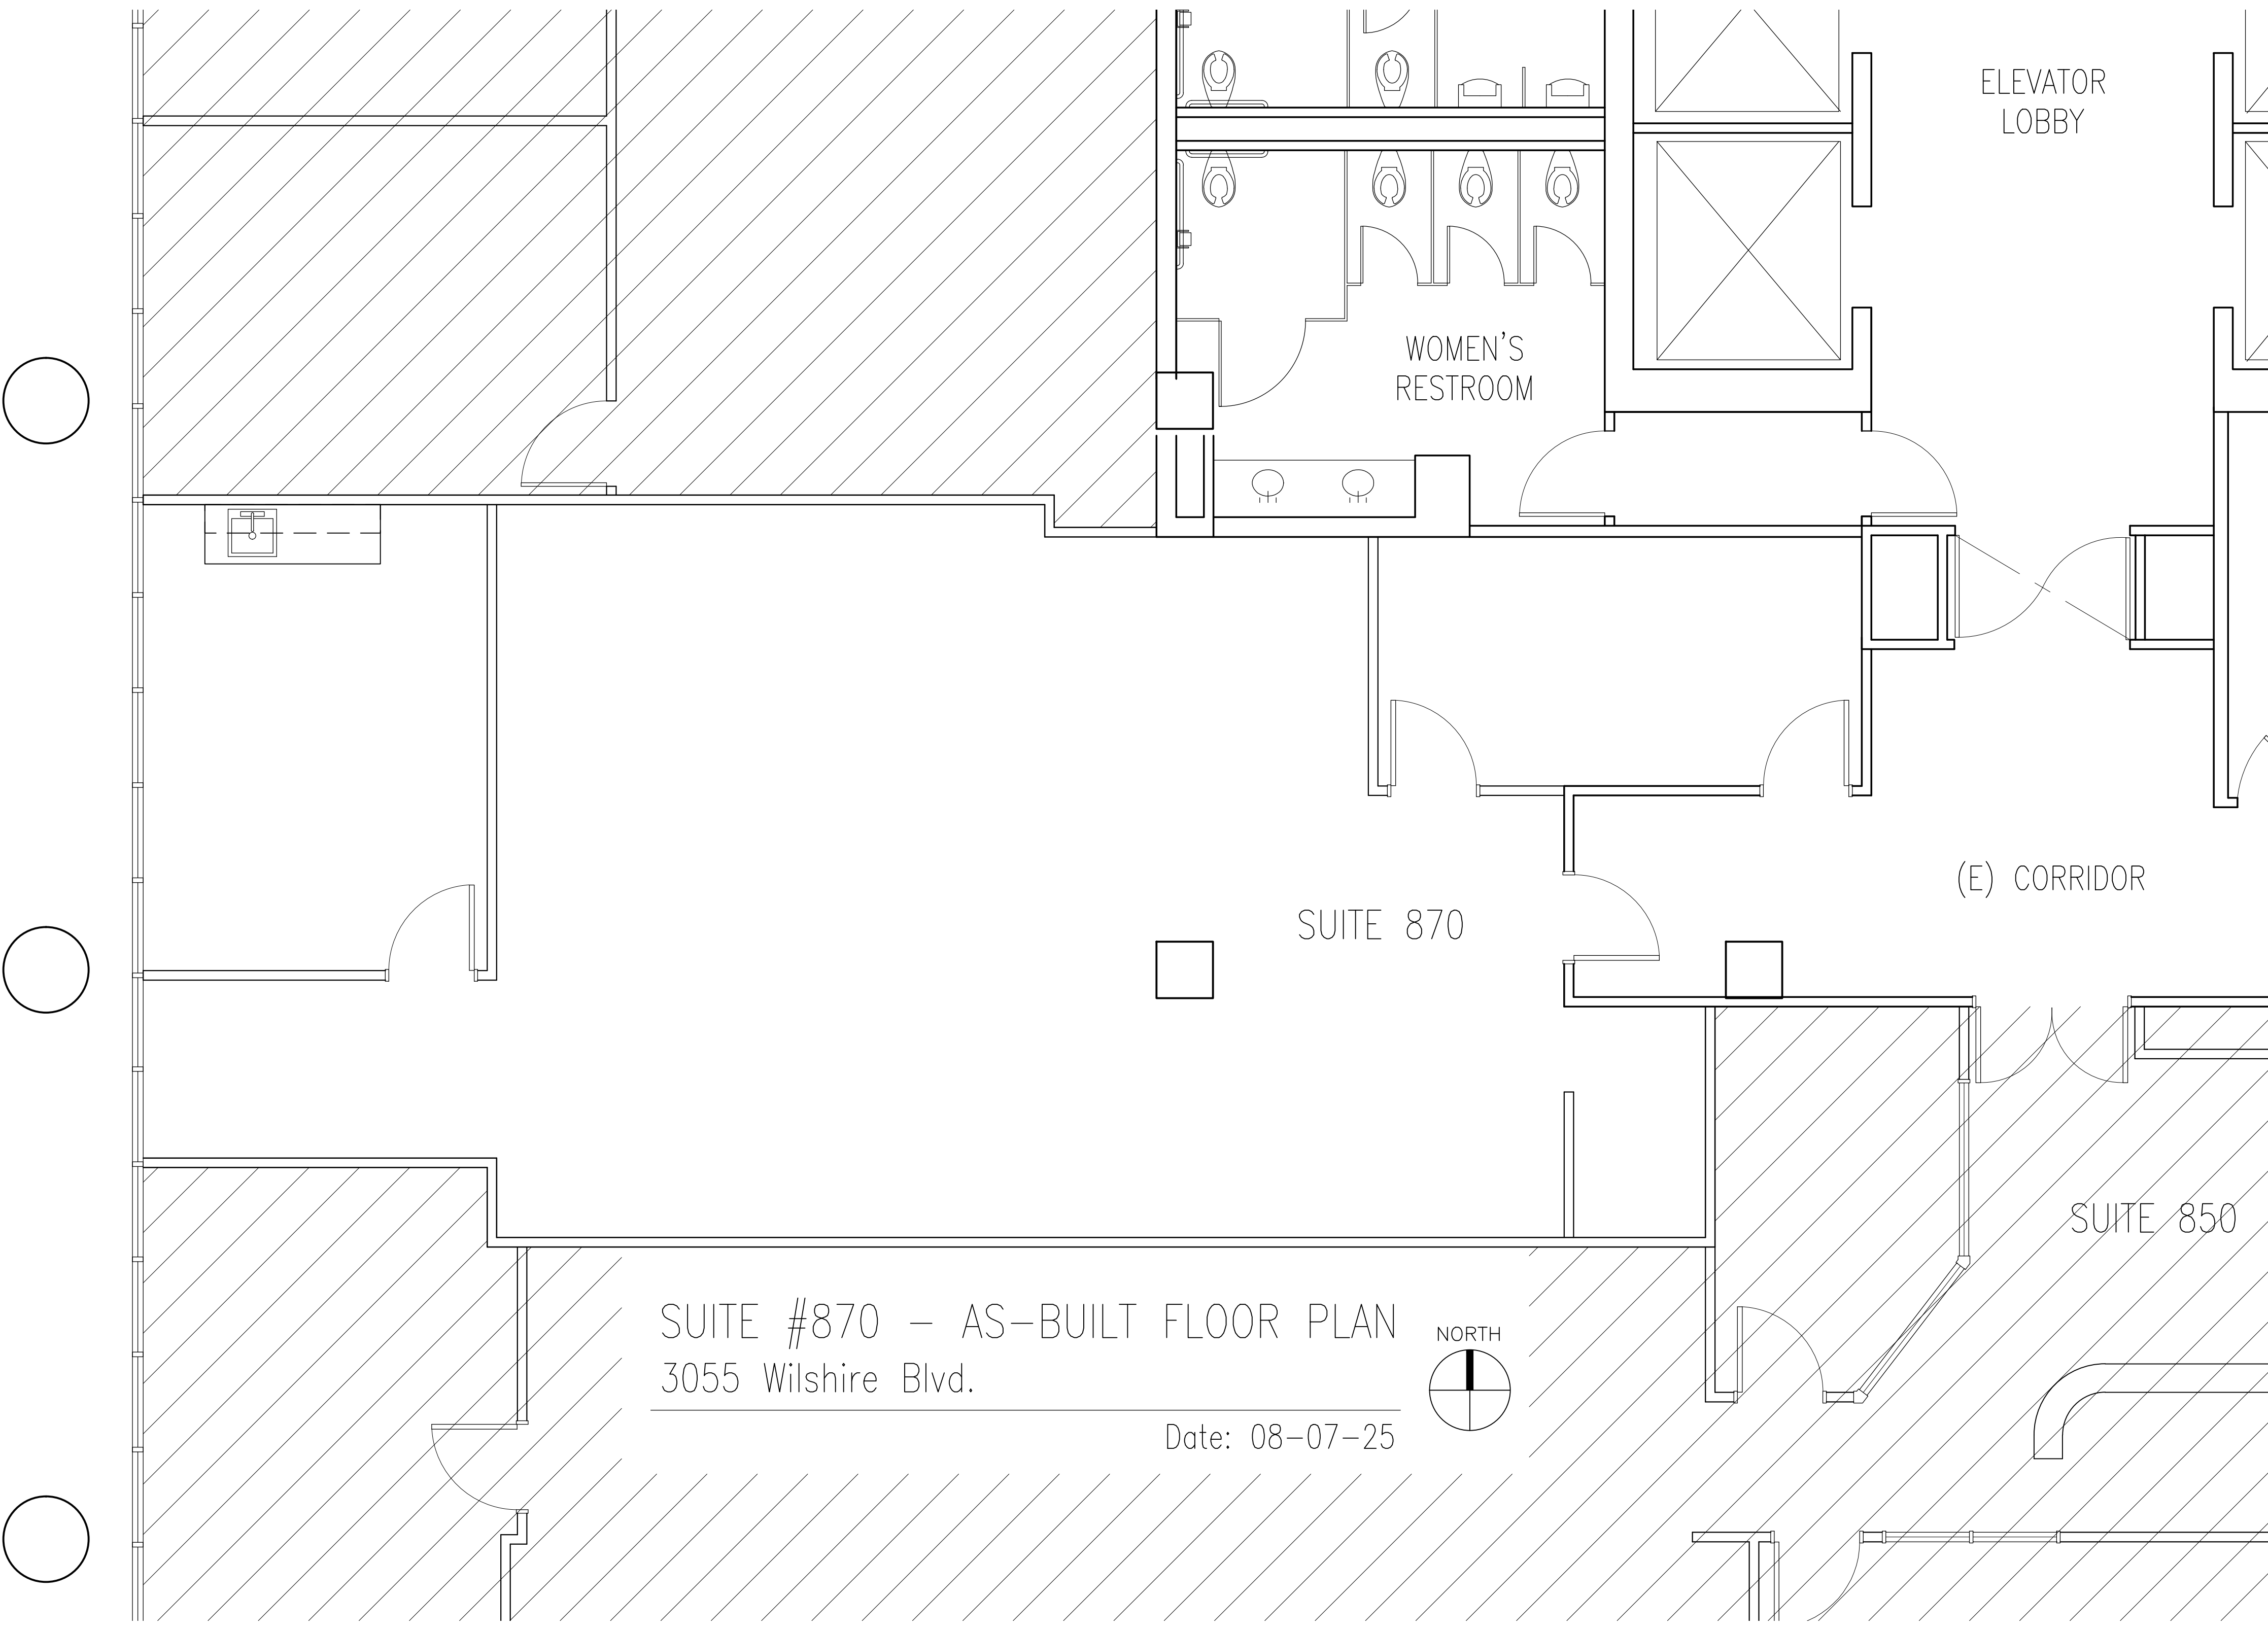 ELEVATOR
LOBBY
WOMEN'S
RESTROOM
(E) CORRIDOR
SUITE 870
SUITE 850
SUITE #870 - AS-BUILT FLOOR PLAN
3055 Wilshire Blvd.
Date: 08-07-25
NORTH